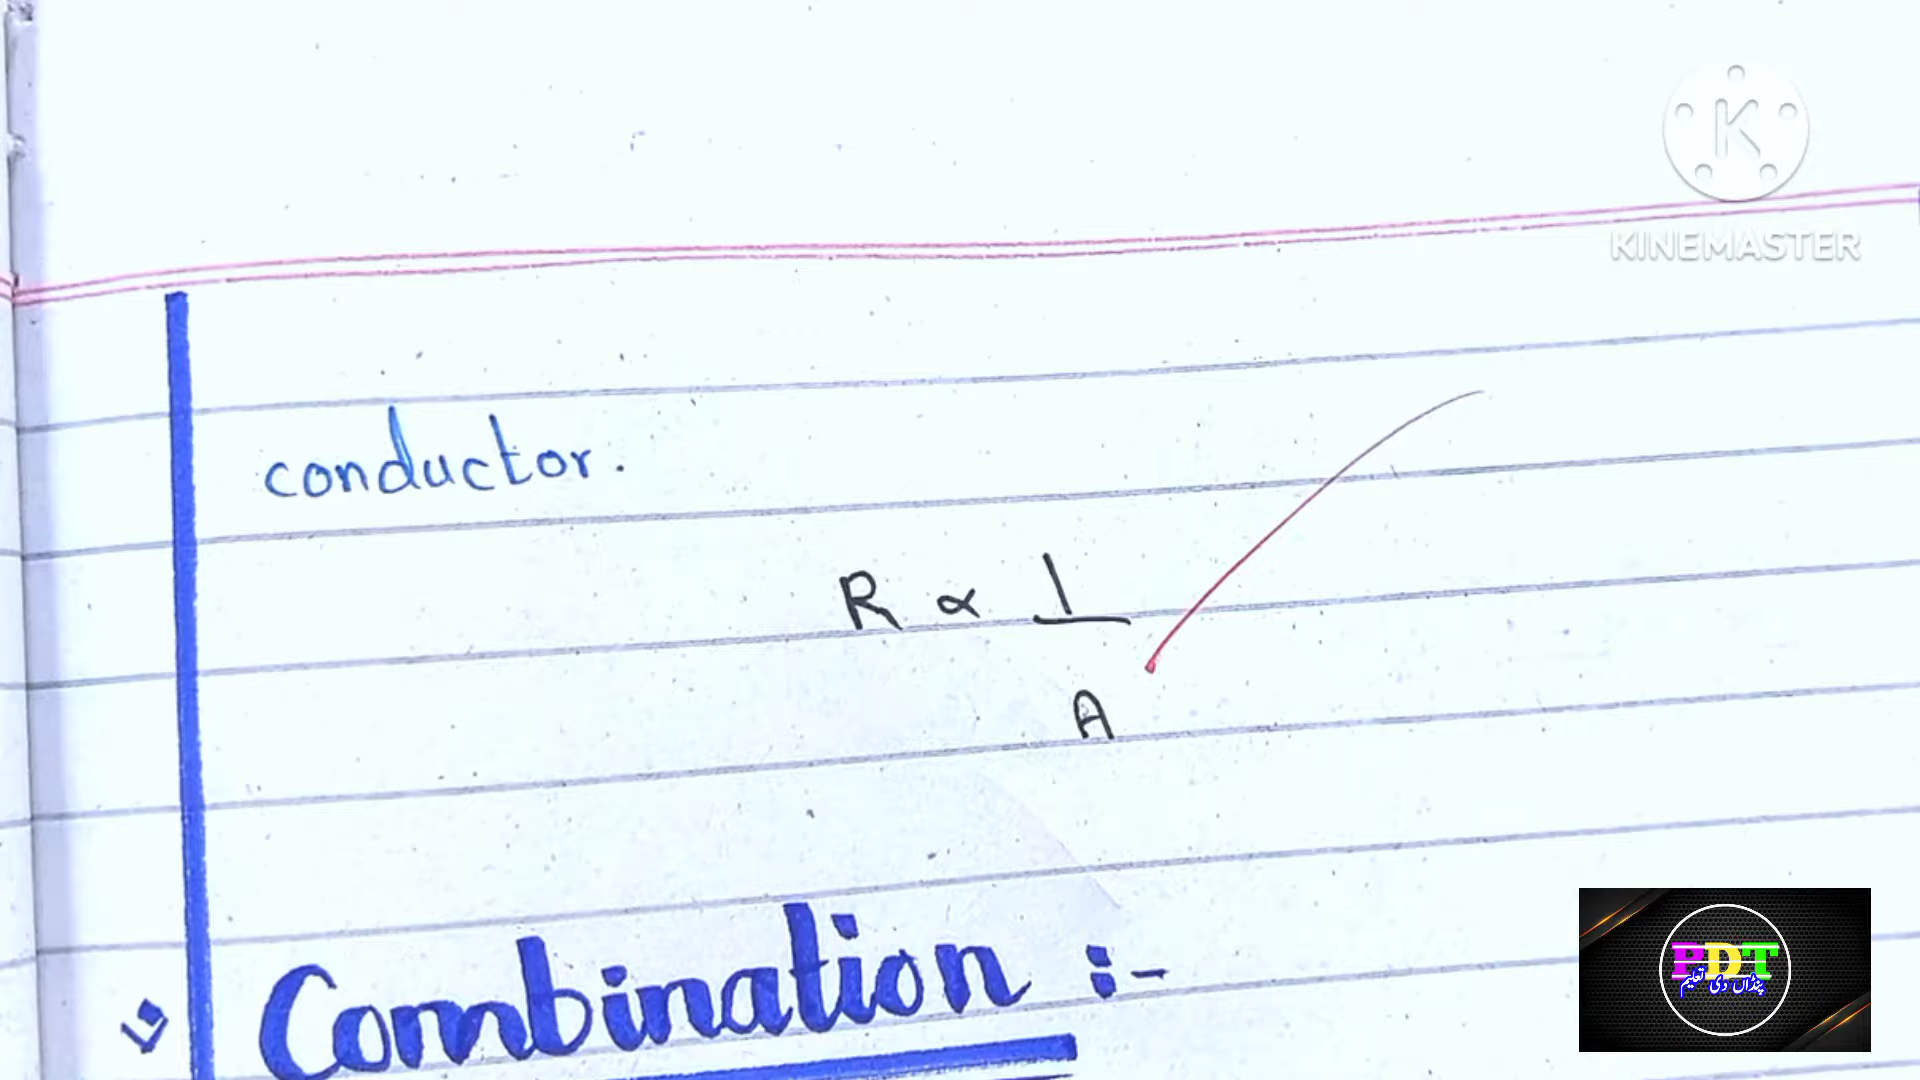 KINEMASTER
conductor.
R ∝ 1
A
Combination :-
PDT
پنڈاں دی تعلیم